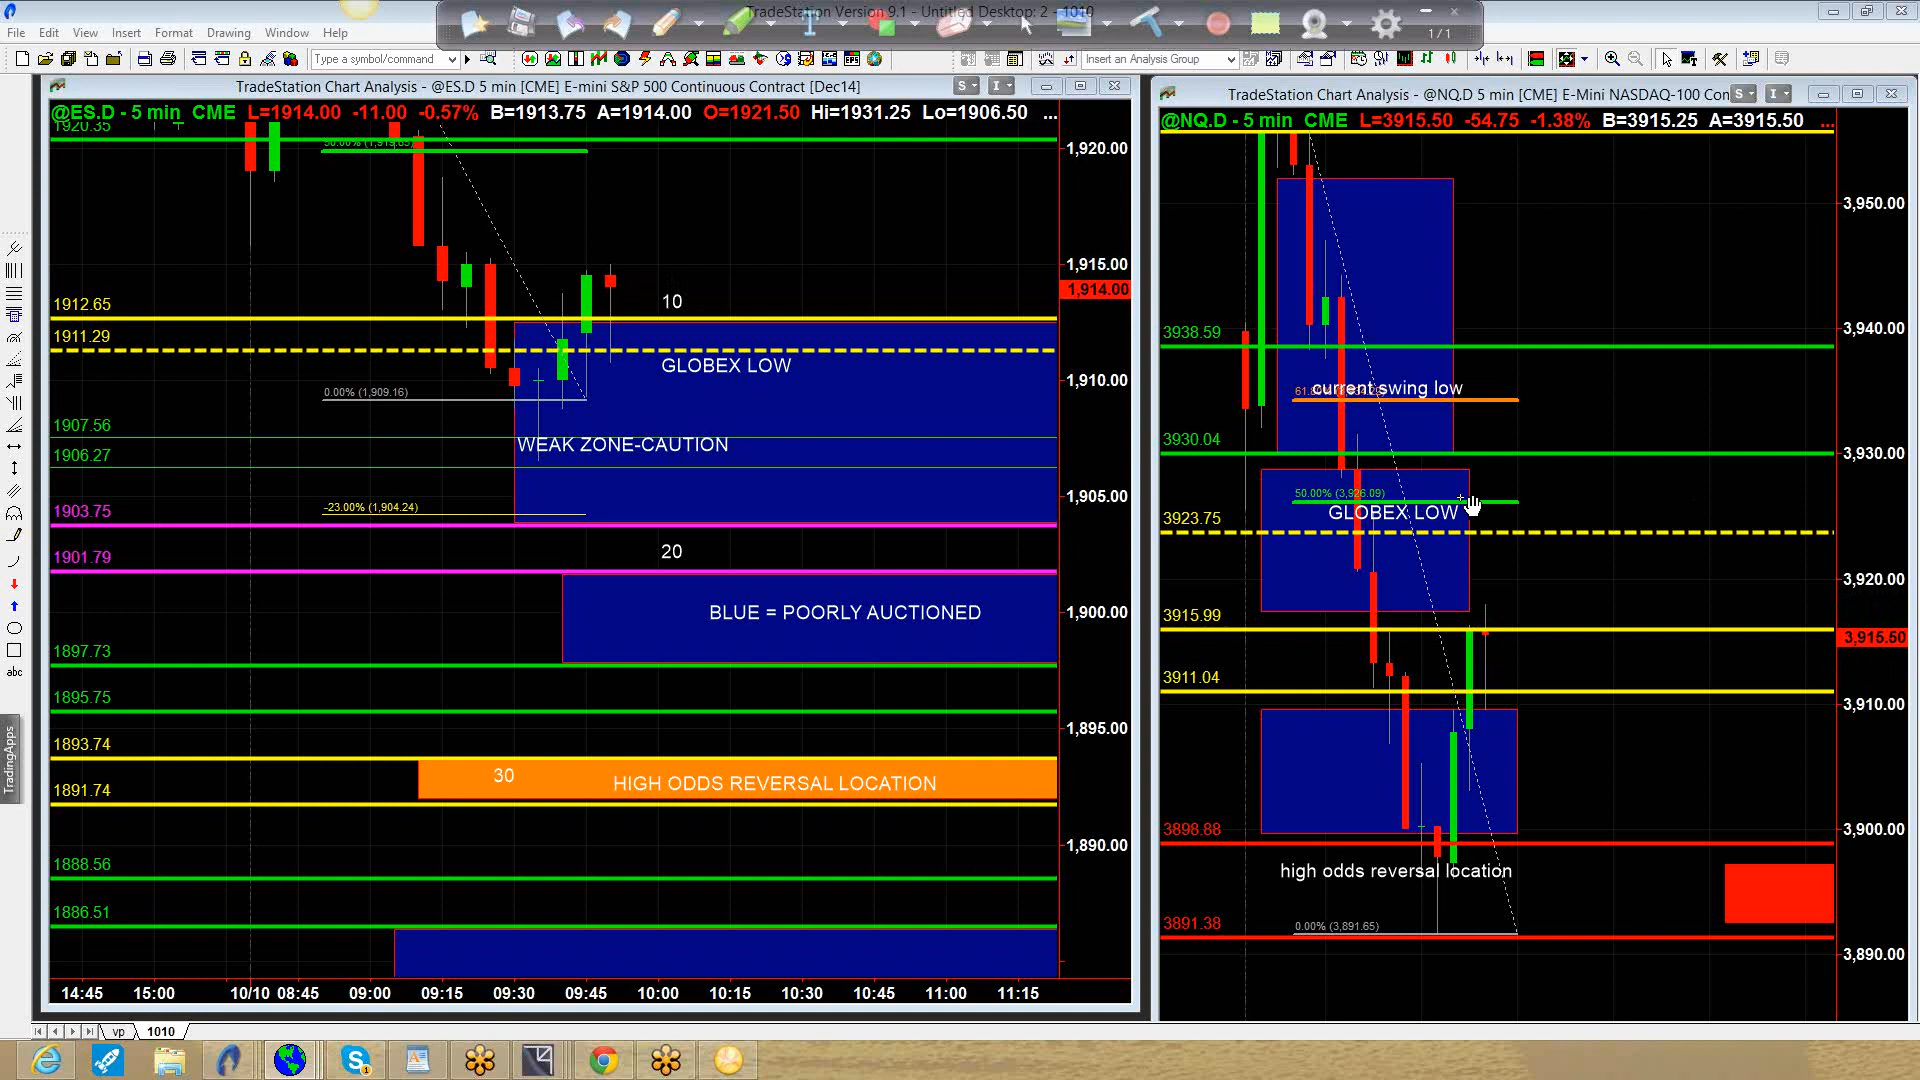 TradeStation Version 9.1 - Untitled Desktop: 2 - 1010
File Edit View Insert Format Drawing Window Help
1 / 1
Type a symbol/command
Insert an Analysis Group
TradeStation Chart Analysis - @ES.D 5 min [CME] E-mini S&P 500 Continuous Contract [Dec14]
S I
@ES.D - 5 min CME L=1914.00 -11.00 -0.57% B=1913.75 A=1914.00 O=1921.50 Hi=1931.25 Lo=1906.50 ...
1920.35
50.00% (1,919.83)
1,920.00
1,915.00
1,914.00
10
1912.65
1911.29
GLOBEX LOW
1,910.00
0.00% (1,909.16)
1907.56
WEAK ZONE-CAUTION
1906.27
1,905.00
-23.00% (1,904.24)
1903.75
20
1901.79
BLUE = POORLY AUCTIONED
1,900.00
1897.73
1895.75
1,895.00
1893.74
30
HIGH ODDS REVERSAL LOCATION
1891.74
1,890.00
1888.56
1886.51
14:45 15:00 10/10 08:45 09:00 09:15 09:30 09:45 10:00 10:15 10:30 10:45 11:00 11:15
TradeStation Chart Analysis - @NQ.D 5 min [CME] E-Mini NASDAQ-100 Con
S I
@NQ.D - 5 min CME L=3915.50 -54.75 -1.38% B=3915.25 A=3915.50 ...
3,950.00
3938.59
3,940.00
current swing low
3930.04
3,930.00
50.00% (3,926.09)
GLOBEX LOW
3923.75
3,920.00
3915.99
3,915.50
3911.04
3,910.00
3898.88
3,900.00
high odds reversal location
3891.38
0.00% (3,891.65)
3,890.00
TradingApps
abc
vp 1010